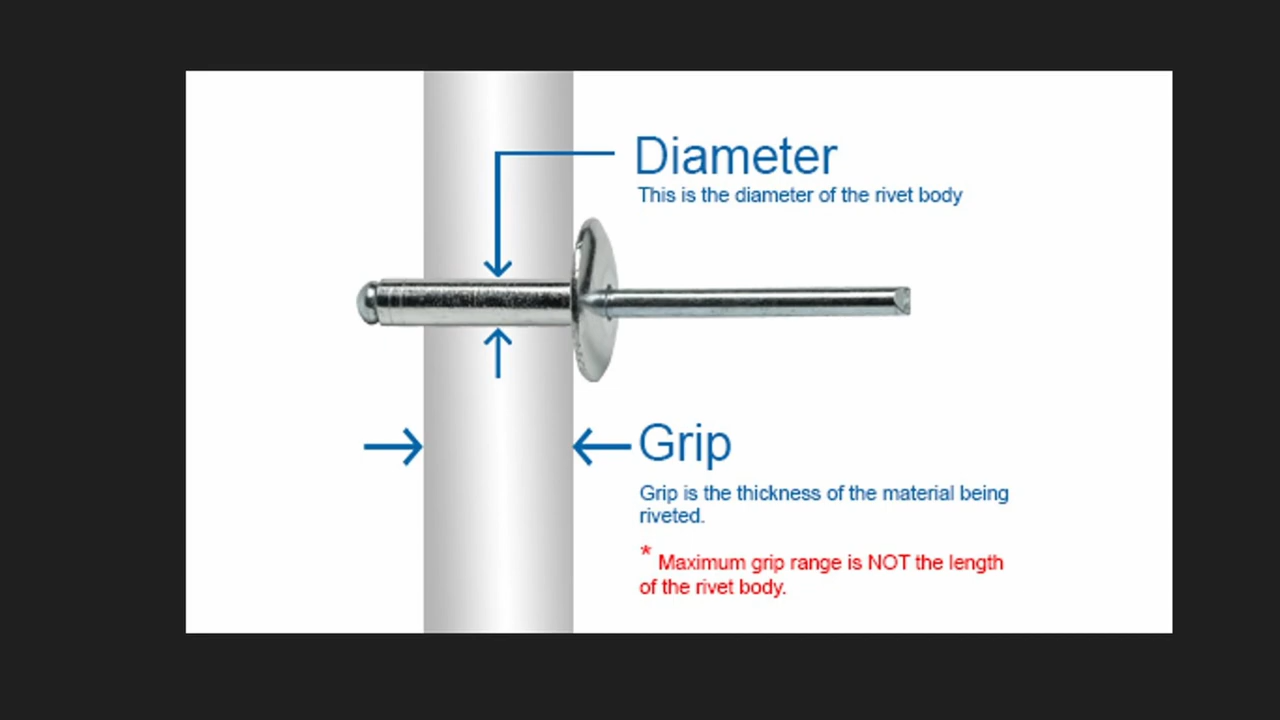 Diameter
This is the diameter of the rivet body
Grip
Grip is the thickness of the material being
riveted.
* Maximum grip range is NOT the length
of the rivet body.